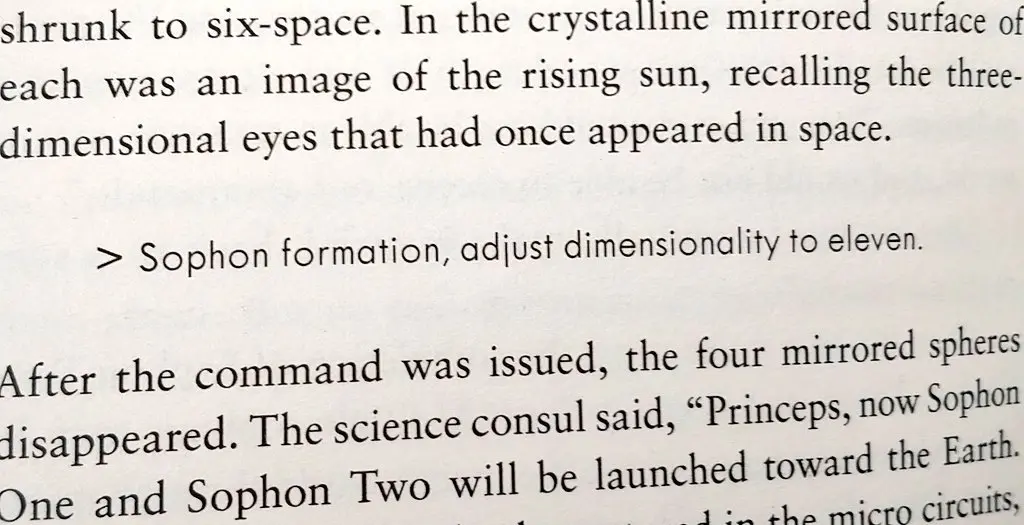 shrunk to six-space. In the crystalline mirrored surface of
each was an image of the rising sun, recalling the three-
dimensional eyes that had once appeared in space.
> Sophon formation, adjust dimensionality to eleven.
After the command was issued, the four mirrored spheres
disappeared. The science consul said, “Princeps, now Sophon
One and Sophon Two will be launched toward the Earth.
in the micro circuits,